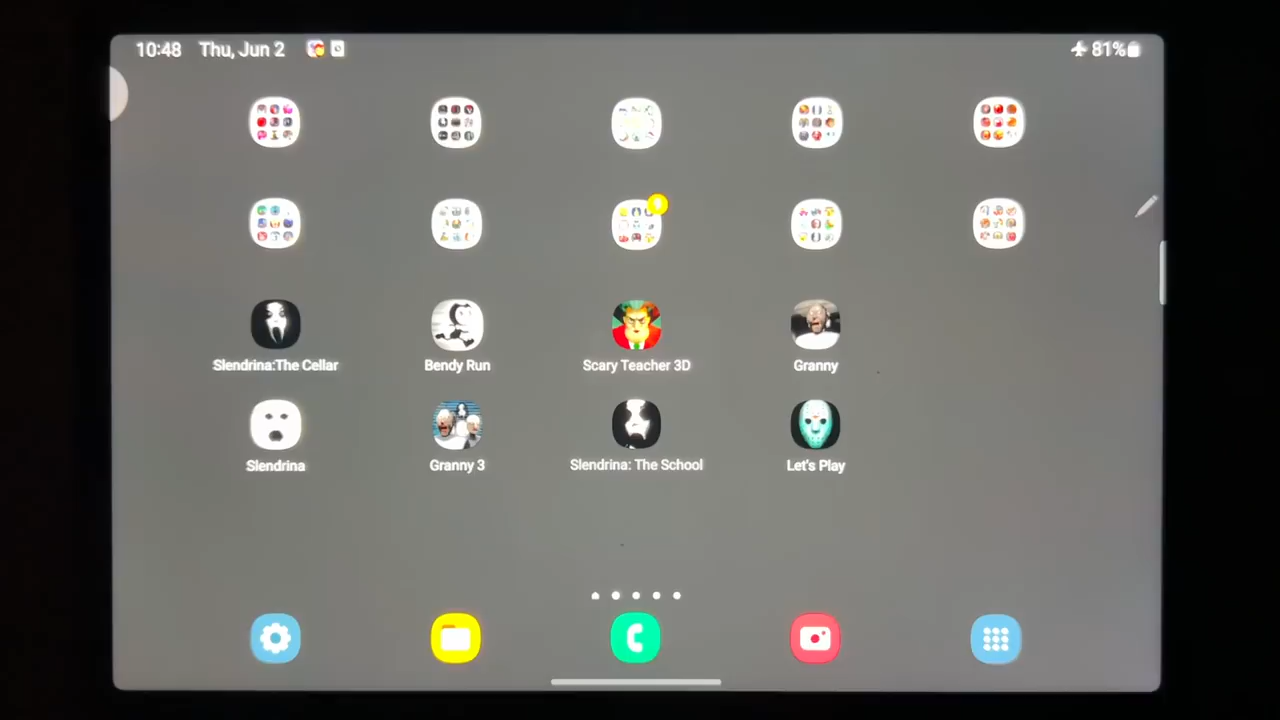 10:48 Thu, Jun 2 81%
Slendrina:The Cellar Bendy Run Scary Teacher 3D Granny
Slendrina Granny 3 Slendrina: The School Let's Play